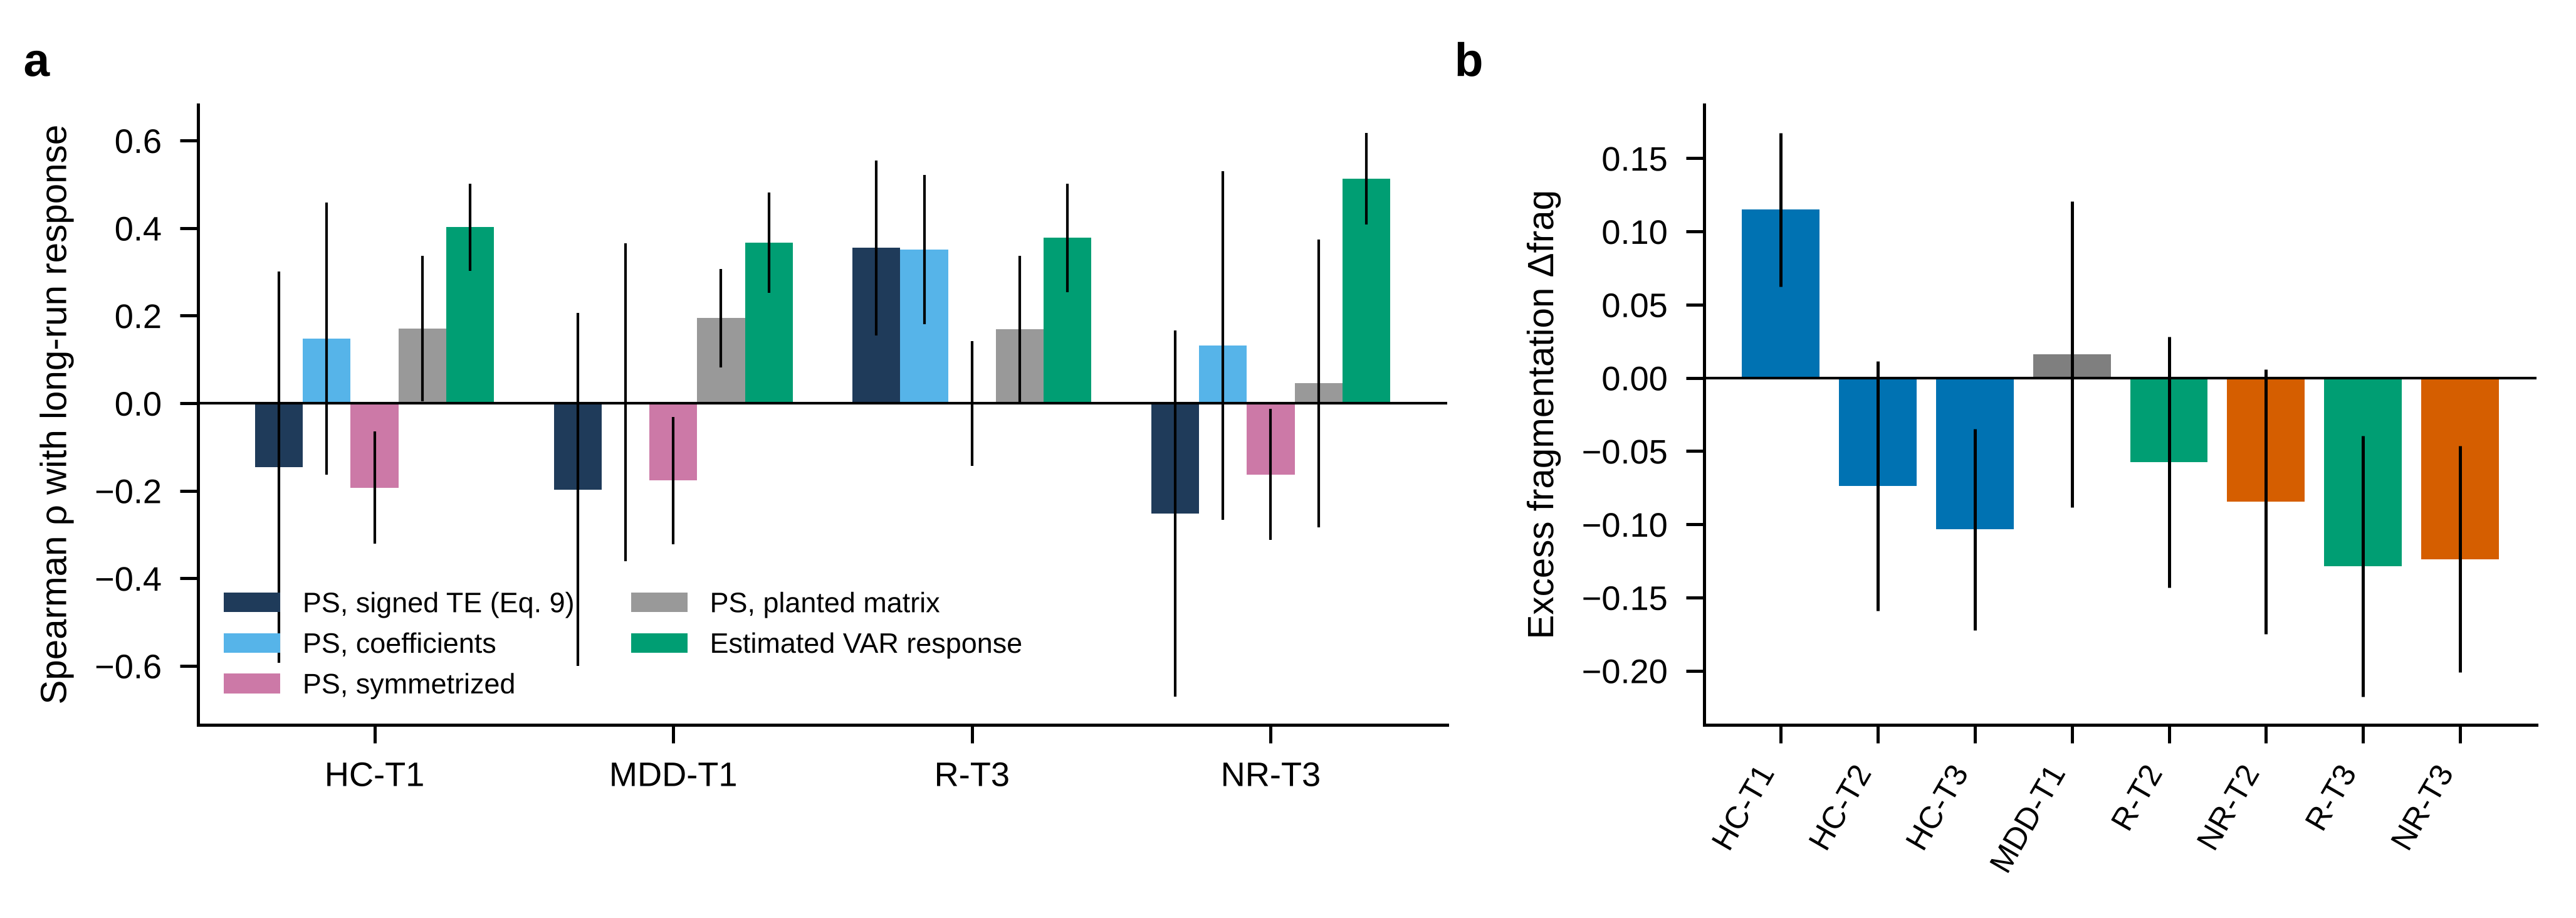 a
Spearman ρ with long-run response
0.6
0.4
0.2
0.0
−0.2
−0.4
−0.6
PS, signed TE (Eq. 9)
PS, coefficients
PS, symmetrized
PS, planted matrix
Estimated VAR response
HC-T1
MDD-T1
R-T3
NR-T3
b
Excess fragmentation Δfrag
0.15
0.10
0.05
0.00
−0.05
−0.10
−0.15
−0.20
HC-T1
HC-T2
HC-T3
MDD-T1
R-T2
NR-T2
R-T3
NR-T3